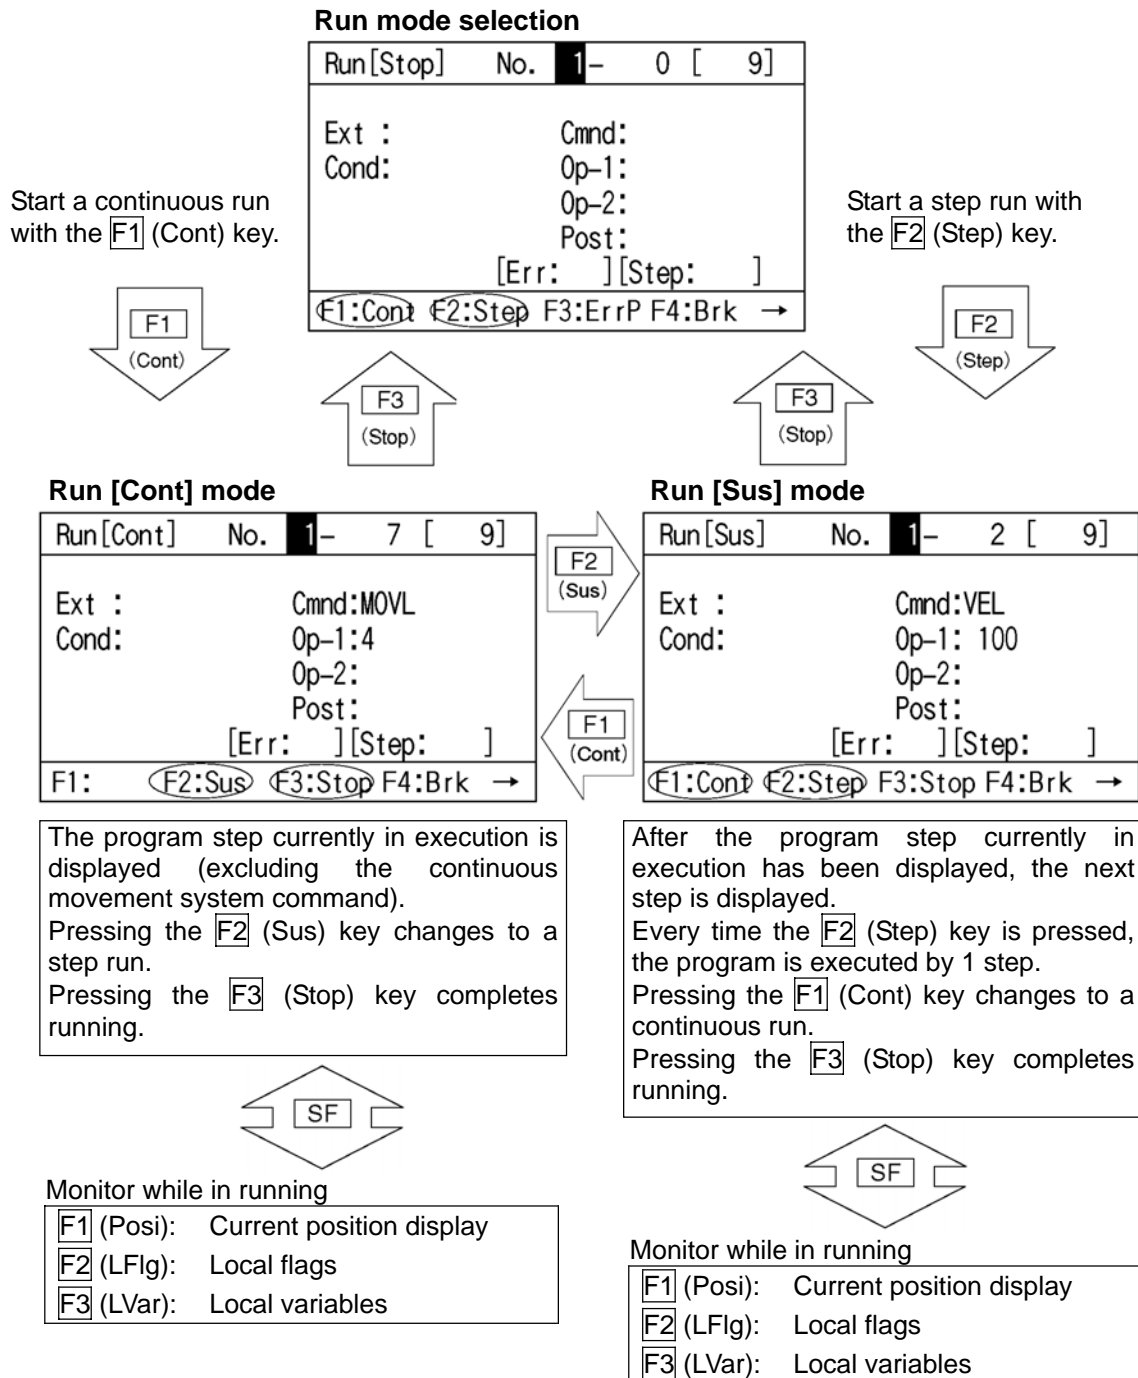 Run mode selection
Run[Stop] No. 1- 0 [ 9]
Ext : Cmnd:
Cond: Op-1:
Op-2:
Post:
[Err: ][Step: ]
F1:Cont F2:Step F3:ErrP F4:Brk →
Start a continuous run
with the F1 (Cont) key.
Start a step run with
the F2 (Step) key.
F1
(Cont)
F3
(Stop)
F3
(Stop)
F2
(Step)
Run [Cont] mode
Run[Cont] No. 1- 7 [ 9]
Ext : Cmnd:MOVL
Cond: Op-1:4
Op-2:
Post:
[Err: ][Step: ]
F1: F2:Sus F3:Stop F4:Brk →
F2
(Sus)
F1
(Cont)
Run [Sus] mode
Run[Sus] No. 1- 2 [ 9]
Ext : Cmnd:VEL
Cond: Op-1: 100
Op-2:
Post:
[Err: ][Step: ]
F1:Cont F2:Step F3:Stop F4:Brk →
The program step currently in execution is
displayed (excluding the continuous
movement system command).
Pressing the F2 (Sus) key changes to a
step run.
Pressing the F3 (Stop) key completes
running.
SF
Monitor while in running
F1 (Posi): Current position display
F2 (LFlg): Local flags
F3 (LVar): Local variables
After the program step currently in
execution has been displayed, the next
step is displayed.
Every time the F2 (Step) key is pressed,
the program is executed by 1 step.
Pressing the F1 (Cont) key changes to a
continuous run.
Pressing the F3 (Stop) key completes
running.
SF
Monitor while in running
F1 (Posi): Current position display
F2 (LFlg): Local flags
F3 (LVar): Local variables